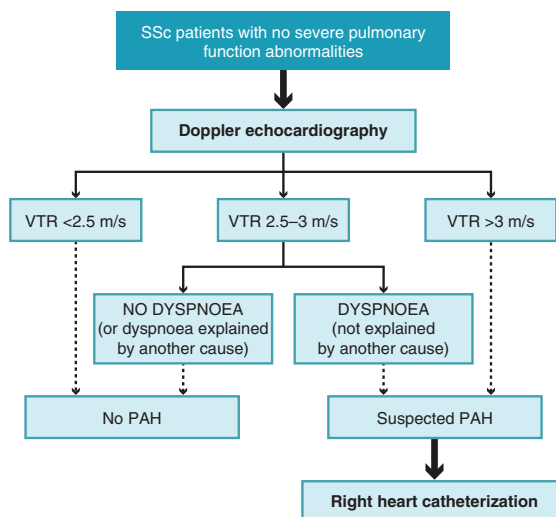 SSc patients with no severe pulmonary
function abnormalities
Doppler echocardiography
VTR <2.5 m/s
VTR 2.5–3 m/s
VTR >3 m/s
NO DYSPNOEA
(or dyspnoea explained
by another cause)
DYSPNOEA
(not explained
by another cause)
No PAH
Suspected PAH
Right heart catheterization